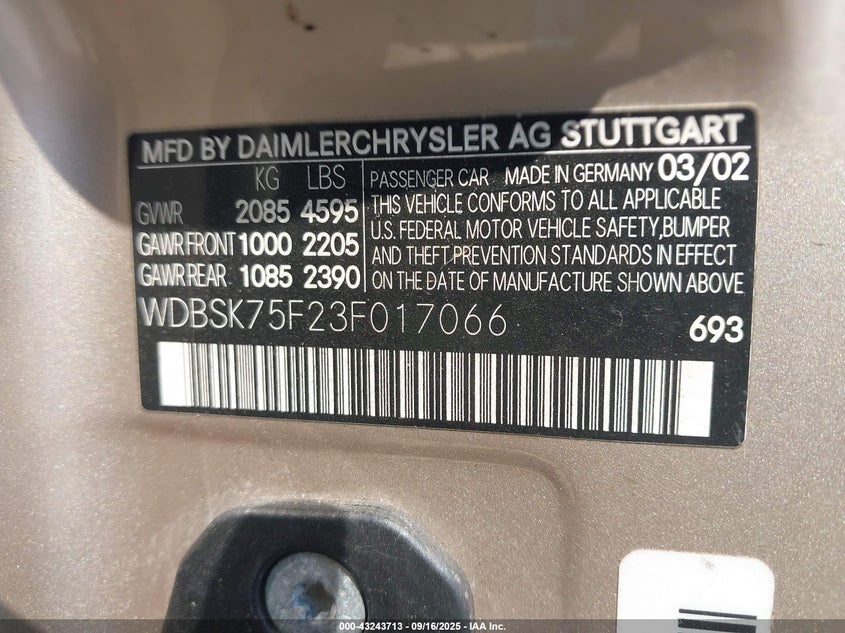 MFD BY DAIMLERCHRYSLER AG STUTTGART
KG LBS
GVWR 2085 4595
GAWR FRONT 1000 2205
GAWR REAR 1085 2390
PASSENGER CAR MADE IN GERMANY 03/02
THIS VEHICLE CONFORMS TO ALL APPLICABLE
U.S. FEDERAL MOTOR VEHICLE SAFETY,BUMPER
AND THEFT PREVENTION STANDARDS IN EFFECT
ON THE DATE OF MANUFACTURE SHOWN ABOVE
WDBSK75F23F017066
693
000-43243713 - 09/16/2025 - IAA Inc.